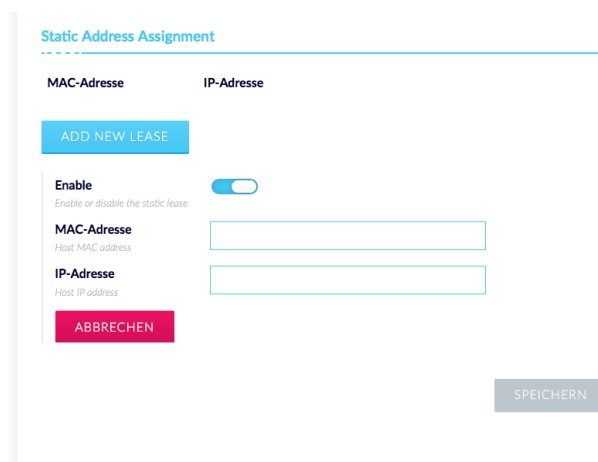 Static Address Assignment
MAC-Adresse IP-Adresse
ADD NEW LEASE
Enable
Enable or disable the static lease
MAC-Adresse
Host MAC address
IP-Adresse
Host IP address
ABBRECHEN
SPEICHERN